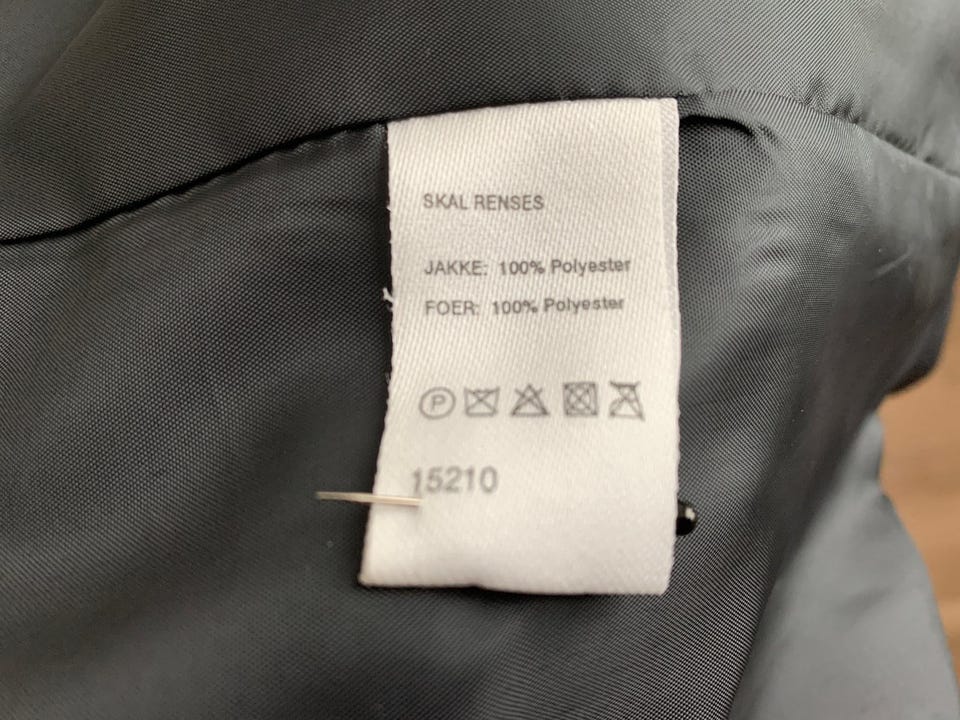 SKAL RENSES
JAKKE: 100% Polyester
FOER: 100% Polyester
P
15210